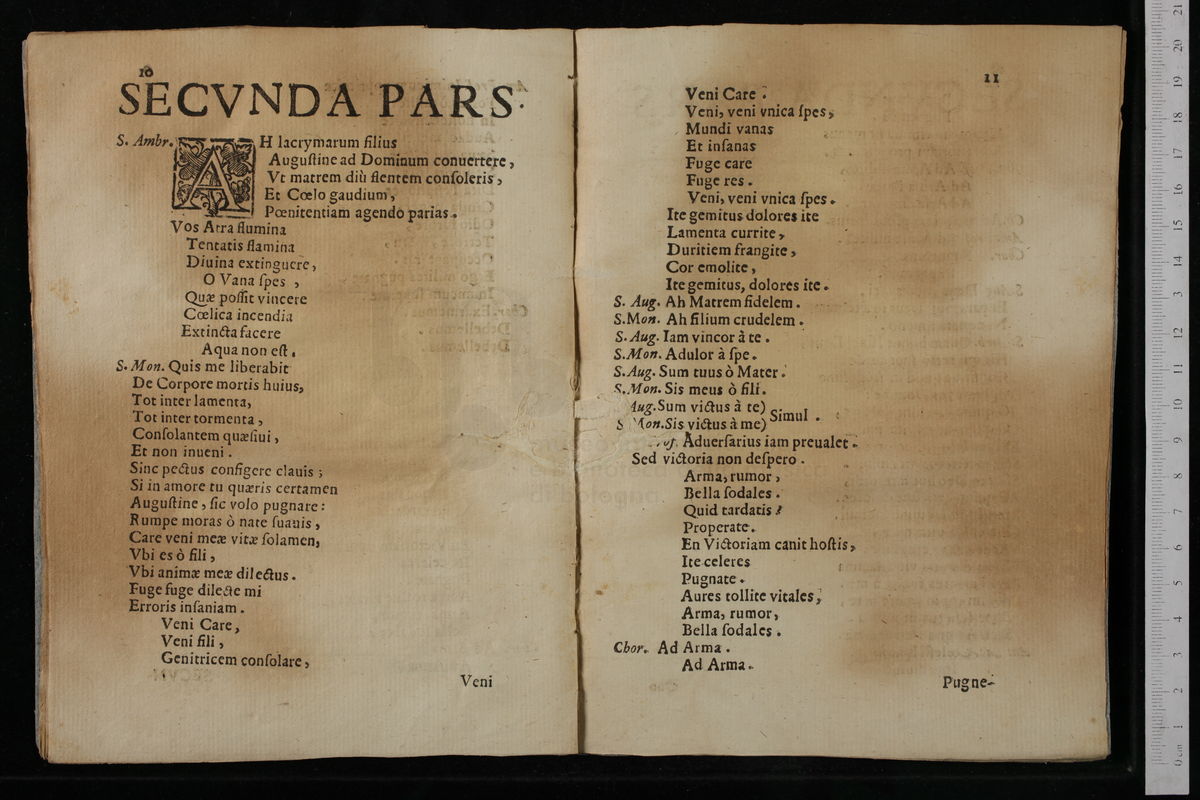 10
SECVNDA PARS.
S. Ambr. AH lacrymarum filius
Auguſtine ad Dominum conuertere,
Vt matrem diù flentem conſoleris,
Et Cœlo gaudium,
Pœnitentiam agendo parias.
Vos Atra flumina
Tentatis flamina
Diuina extinguere,
O Vana ſpes,
Quæ poſſit vincere
Cœlica incendia
Extincta facere
Aqua non eſt.
S. Mon. Quis me liberabit
De Corpore mortis huius,
Tot inter lamenta,
Tot inter tormenta,
Conſolantem quæſiui,
Et non inueni.
Sinc pectus configere clauis;
Si in amore tu quæris certamen
Auguſtine, ſic volo pugnare:
Rumpe moras ò nate ſuauis,
Care veni meæ vitæ ſolamen,
Vbi es ò fili,
Vbi animæ meæ dilectus.
Fuge fuge dilecte mi
Erroris inſaniam.
Veni Care,
Veni fili,
Genitricem conſolare,
Veni
11
Veni Care.
Veni, veni vnica ſpes,
Mundi vanas
Et inſanas
Fuge care
Fuge res.
Veni, veni vnica ſpes.
Ite gemitus dolores ite
Lamenta currite,
Duritiem frangite,
Cor emolite,
Ite gemitus, dolores ite.
S. Aug. Ah Matrem fidelem.
S. Mon. Ah filium crudelem.
S. Aug. Iam vincor à te.
S. Mon. Adulor à ſpe.
S. Aug. Sum tuus ò Mater.
S. Mon. Sis meus ò fili.
Aug. Sum victus à te)
S Mon. Sis victus à me) Simul.
Aduerſarius iam preualet.
Sed victoria non deſpero.
Arma, rumor,
Bella ſodales.
Quid tardatis?
Properate.
En Victoriam canit hoſtis,
Ite celeres
Pugnate.
Aures tollite vitales,
Arma, rumor,
Bella ſodales.
Chor. Ad Arma.
Ad Arma.
Pugne-